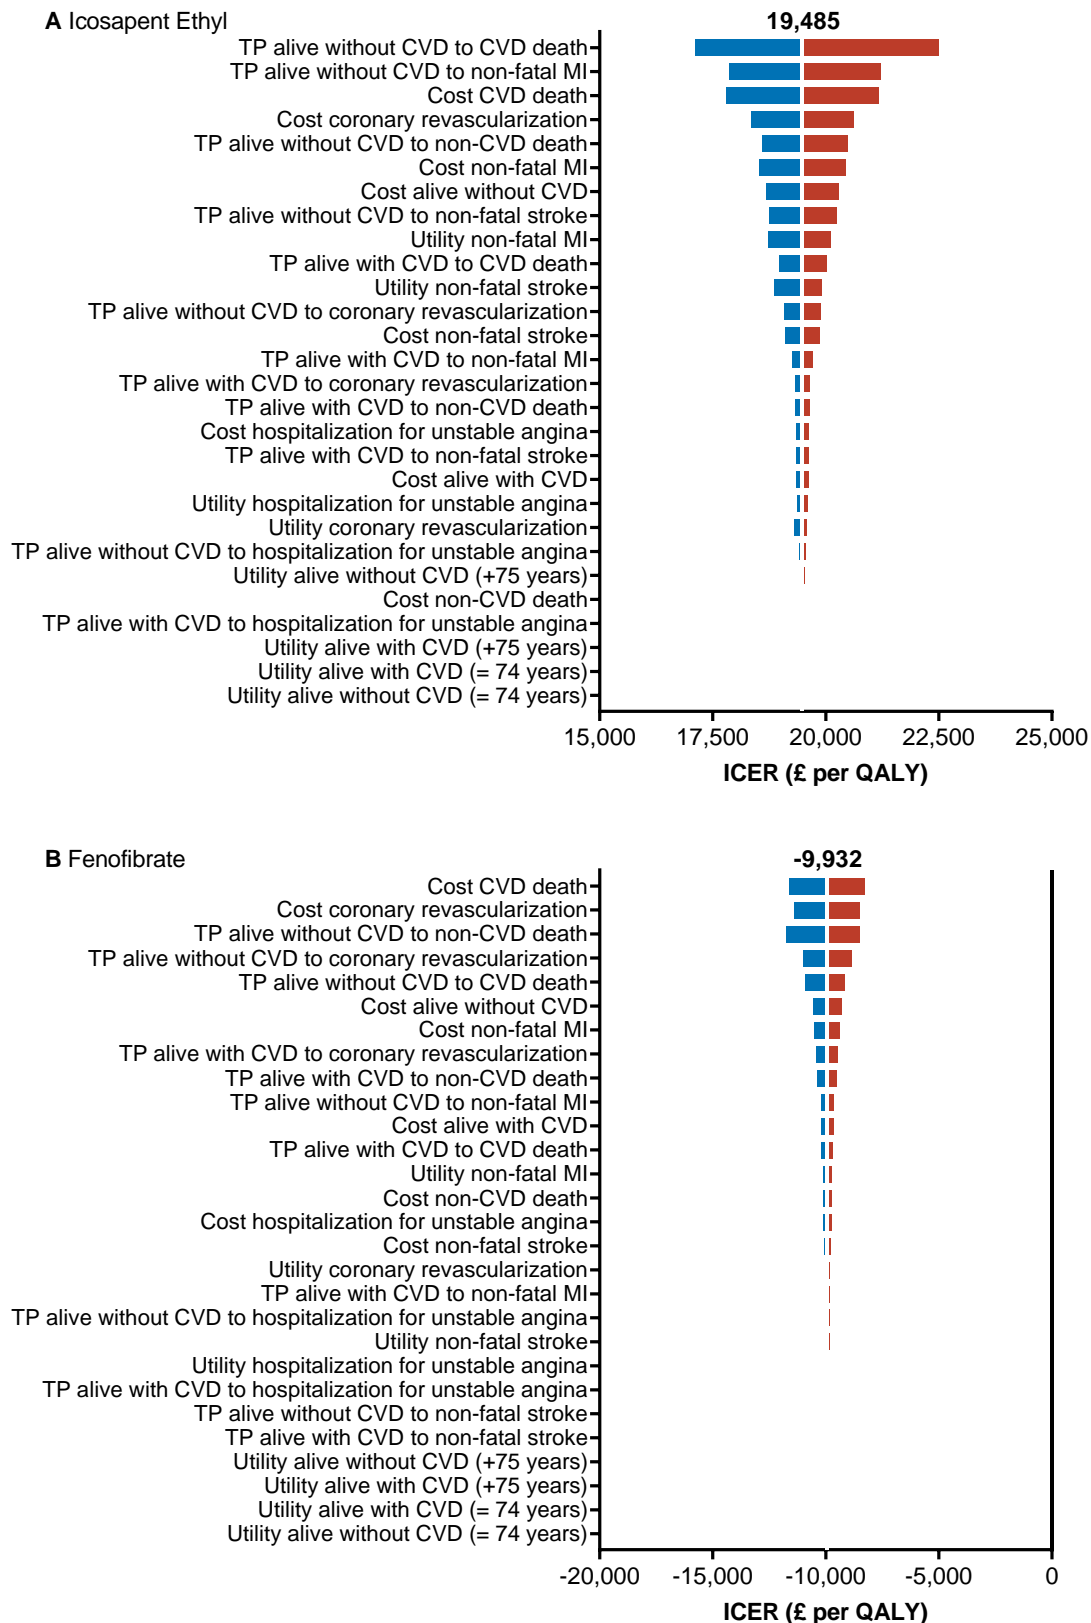 A Icosapent Ethyl
19,485
TP alive without CVD to CVD death
TP alive without CVD to non-fatal MI
Cost CVD death
Cost coronary revascularization
TP alive without CVD to non-CVD death
Cost non-fatal MI
Cost alive without CVD
TP alive without CVD to non-fatal stroke
Utility non-fatal MI
TP alive with CVD to CVD death
Utility non-fatal stroke
TP alive without CVD to coronary revascularization
Cost non-fatal stroke
TP alive with CVD to non-fatal MI
TP alive with CVD to coronary revascularization
TP alive with CVD to non-CVD death
Cost hospitalization for unstable angina
TP alive with CVD to non-fatal stroke
Cost alive with CVD
Utility hospitalization for unstable angina
Utility coronary revascularization
TP alive without CVD to hospitalization for unstable angina
Utility alive without CVD (+75 years)
Cost non-CVD death
TP alive with CVD to hospitalization for unstable angina
Utility alive with CVD (+75 years)
Utility alive with CVD (= 74 years)
Utility alive without CVD (= 74 years)
15,000 17,500 20,000 22,500 25,000
ICER (£ per QALY)
B Fenofibrate
-9,932
Cost CVD death
Cost coronary revascularization
TP alive without CVD to non-CVD death
TP alive without CVD to coronary revascularization
TP alive without CVD to CVD death
Cost alive without CVD
Cost non-fatal MI
TP alive with CVD to coronary revascularization
TP alive with CVD to non-CVD death
TP alive without CVD to non-fatal MI
Cost alive with CVD
TP alive with CVD to CVD death
Utility non-fatal MI
Cost non-CVD death
Cost hospitalization for unstable angina
Cost non-fatal stroke
Utility coronary revascularization
TP alive with CVD to non-fatal MI
TP alive without CVD to hospitalization for unstable angina
Utility non-fatal stroke
Utility hospitalization for unstable angina
TP alive with CVD to hospitalization for unstable angina
TP alive without CVD to non-fatal stroke
TP alive with CVD to non-fatal stroke
Utility alive without CVD (+75 years)
Utility alive with CVD (+75 years)
Utility alive with CVD (= 74 years)
Utility alive without CVD (= 74 years)
-20,000 -15,000 -10,000 -5,000 0
ICER (£ per QALY)